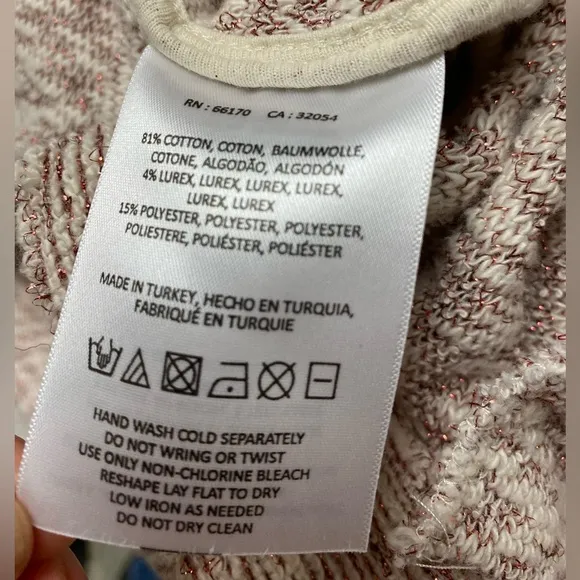 RN : 66170 CA : 32054
81% COTTON, COTON, BAUMWOLLE,
COTONE, ALGODÃO, ALGODÓN
4% LUREX, LUREX, LUREX, LUREX,
LUREX, LUREX
15% POLYESTER, POLYESTER, POLYESTER,
POLIESTERE, POLIÉSTER, POLIÉSTER
MADE IN TURKEY, HECHO EN TURQUIA,
FABRIQUÉ EN TURQUIE
HAND WASH COLD SEPARATELY
DO NOT WRING OR TWIST
USE ONLY NON-CHLORINE BLEACH
RESHAPE LAY FLAT TO DRY
LOW IRON AS NEEDED
DO NOT DRY CLEAN